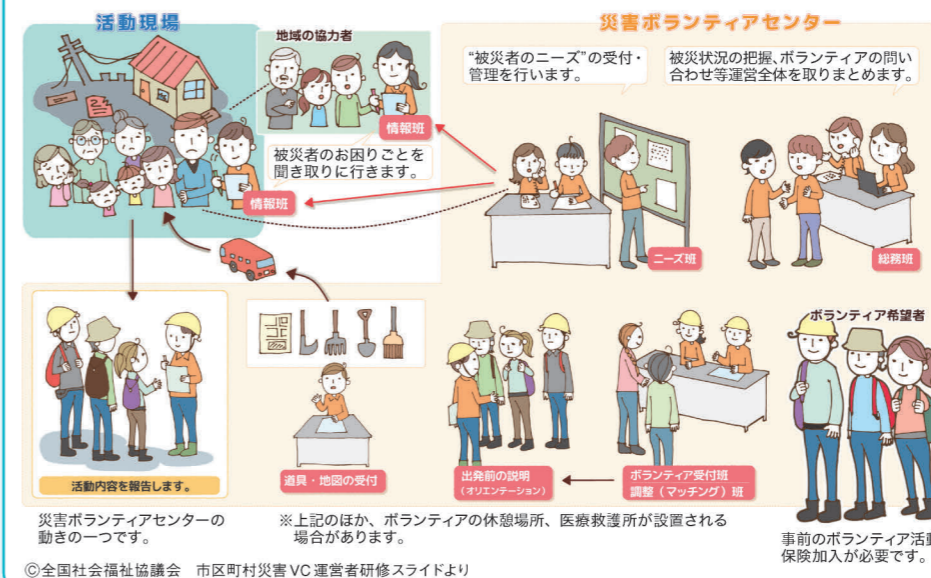 活動現場
災害ボランティアセンター
地域の協力者
“被災者のニーズ”の受付・
管理を行います。
被災状況の把握、ボランティアの問い
合わせ等運営全体を取りまとめます。
情報班
被災者のお困りごとを
聞き取りに行きます。
情報班
ニーズ班
総務班
ボランティア希望者
活動内容を報告します。
道具・地図の受付
出発前の説明
(オリエンテーション)
ボランティア受付班
調整(マッチング)班
災害ボランティアセンターの
動きの一つです。
※上記のほか、ボランティアの休憩場所、医療救護所が設置される
場合があります。
事前のボランティア活動
保険加入が必要です。
©全国社会福祉協議会 市区町村災害VC運営者研修スライドより